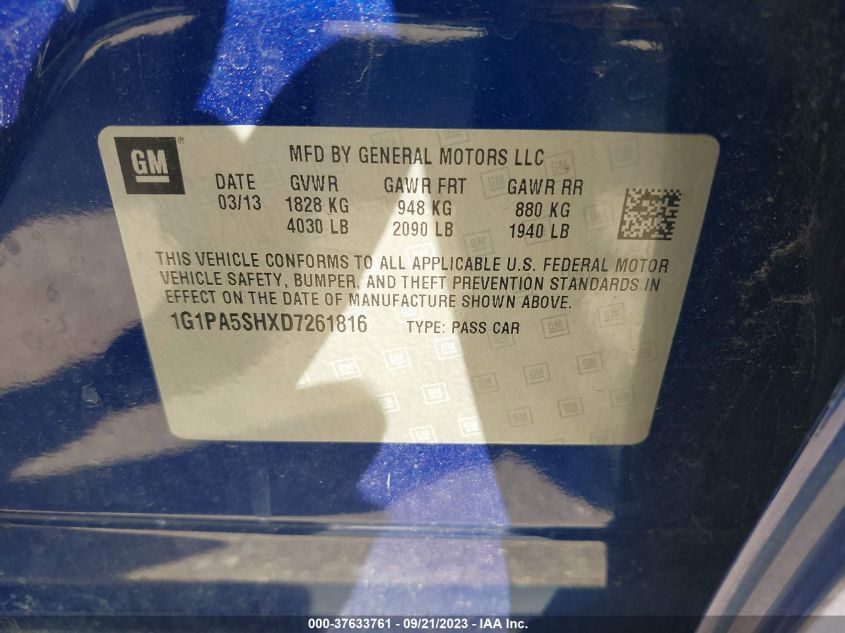 GM
®
MFD BY GENERAL MOTORS LLC
DATE GVWR GAWR FRT GAWR RR
03/13 1828 KG 948 KG 880 KG
4030 LB 2090 LB 1940 LB
THIS VEHICLE CONFORMS TO ALL APPLICABLE U.S. FEDERAL MOTOR
VEHICLE SAFETY, BUMPER, AND THEFT PREVENTION STANDARDS IN
EFFECT ON THE DATE OF MANUFACTURE SHOWN ABOVE.
1G1PA5SHXD7261816 TYPE: PASS CAR
000-37633761 - 09/21/2023 - IAA Inc.